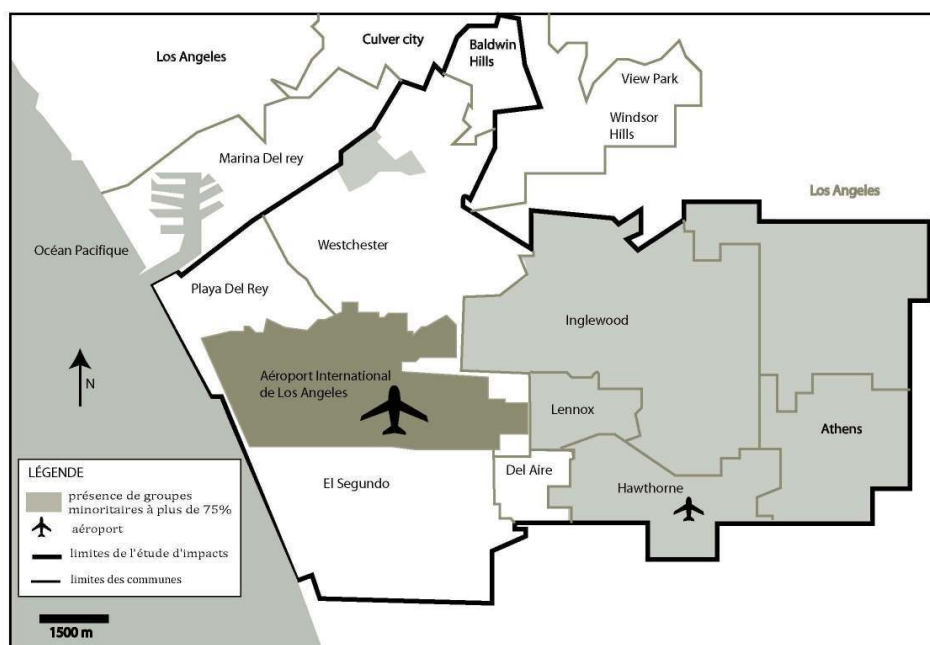 Los Angeles
Culver city
Baldwin
Hills
View Park
Windsor
Hills
Marina Del rey
Los Angeles
Océan Pacifique
Westchester
Playa Del Rey
Inglewood
N
Aéroport International
de Los Angeles
Lennox
Athens
Del Aire
El Segundo
Hawthorne
LÉGENDE
présence de groupes
minoritaires à plus de 75%
aéroport
limites de l'étude d'impacts
limites des communes
1500 m